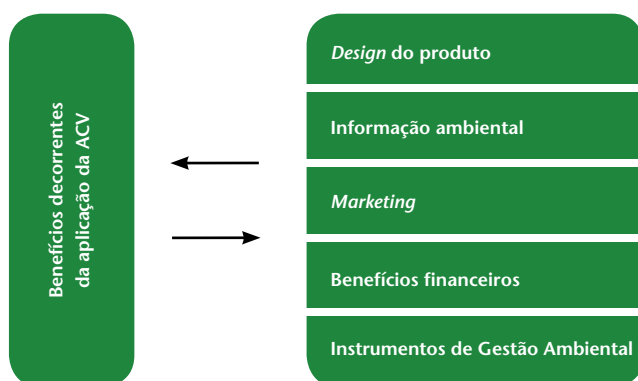 Benefícios decorrentes
da aplicação da ACV
Design do produto
Informação ambiental
Marketing
Benefícios financeiros
Instrumentos de Gestão Ambiental